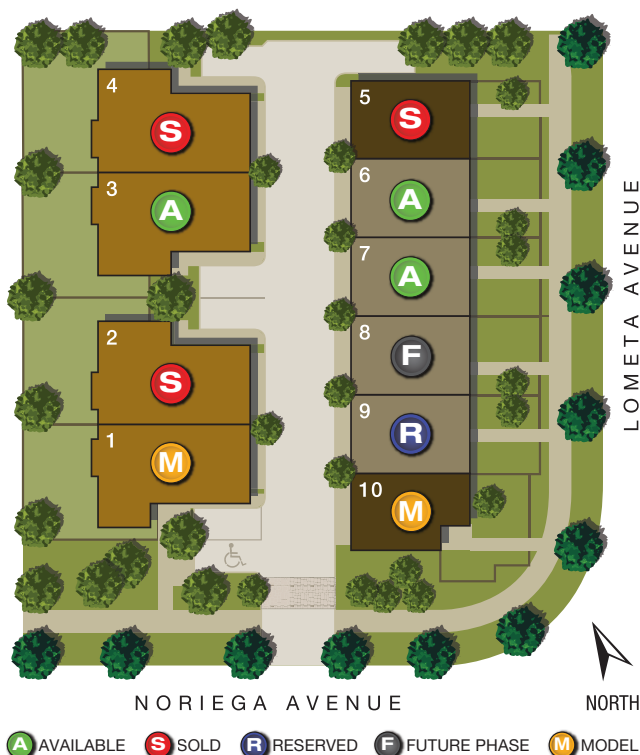 4
S
3
A
2
S
1
M
5
S
6
A
7
A
8
F
9
R
10
M
LOMETA AVENUE
NORIEGA AVENUE
NORTH
A AVAILABLE S SOLD R RESERVED F FUTURE PHASE M MODEL